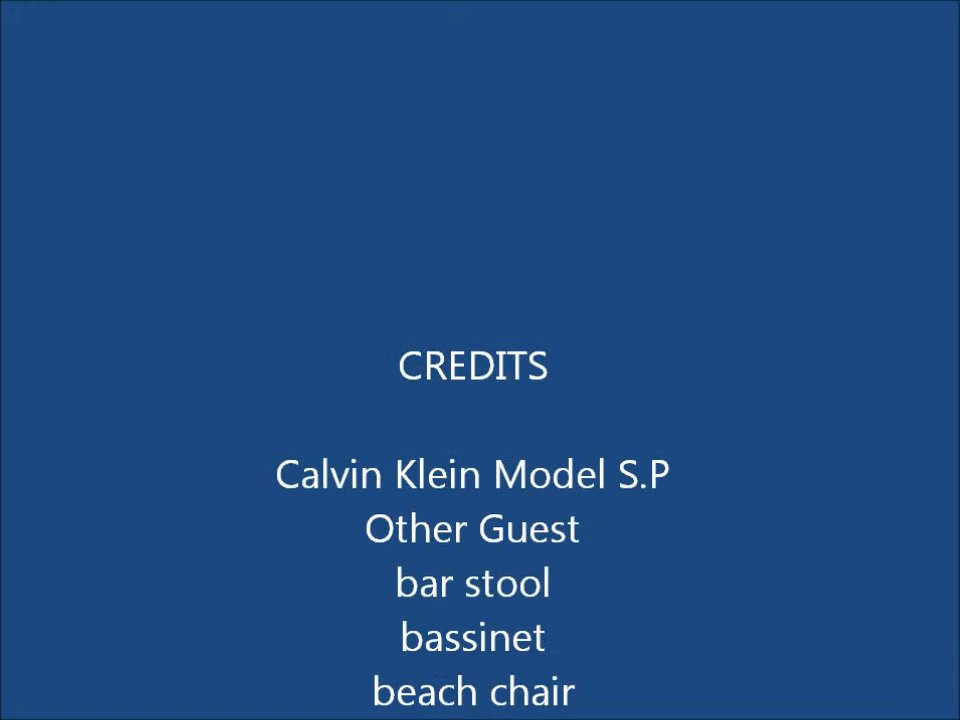 CREDITS
Calvin Klein Model S.P
Other Guest
bar stool
bassinet
beach chair